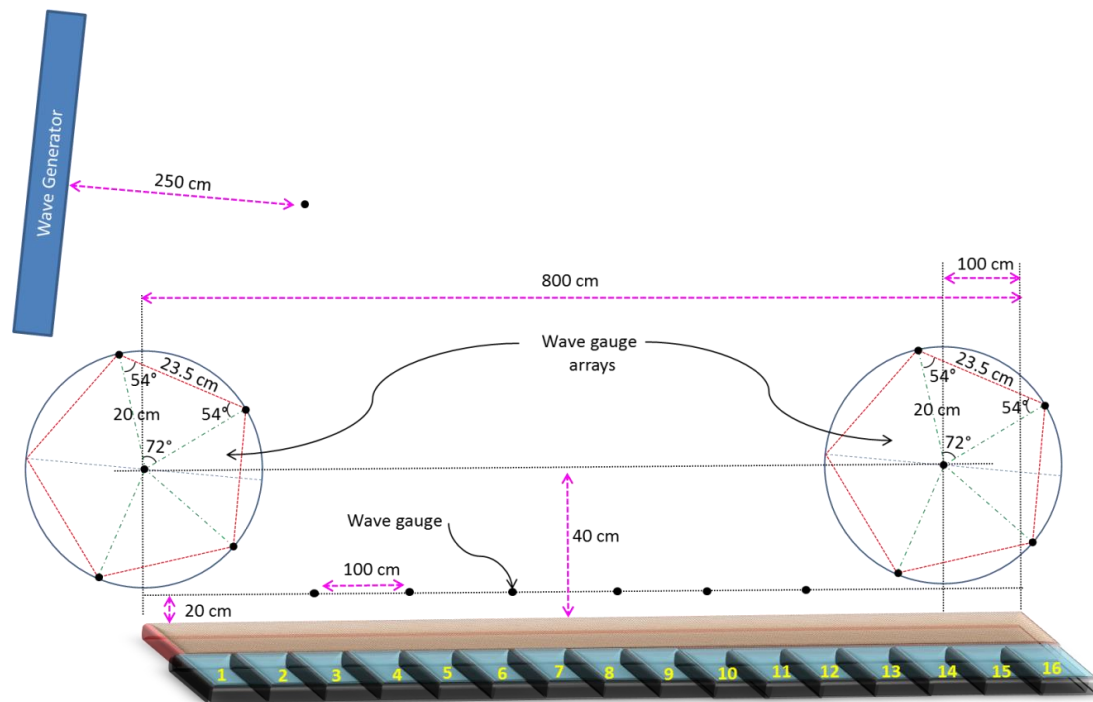 Wave Generator
250 cm
100 cm
800 cm
Wave gauge
arrays
23.5 cm
54°
20 cm
54°
72°
23.5 cm
54°
20 cm
54°
72°
Wave gauge
40 cm
100 cm
20 cm
1 2 3 4 5 6 7 8 9 10 11 12 13 14 15 16